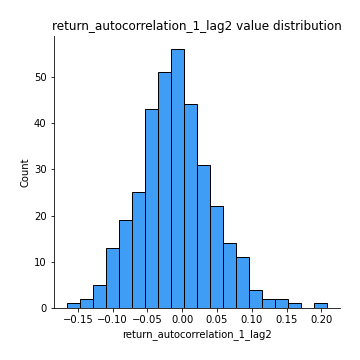 return_autocorrelation_1_lag2 value distribution
50
40
30
20
10
0
Count
−0.15 −0.10 −0.05 0.00 0.05 0.10 0.15 0.20
return_autocorrelation_1_lag2